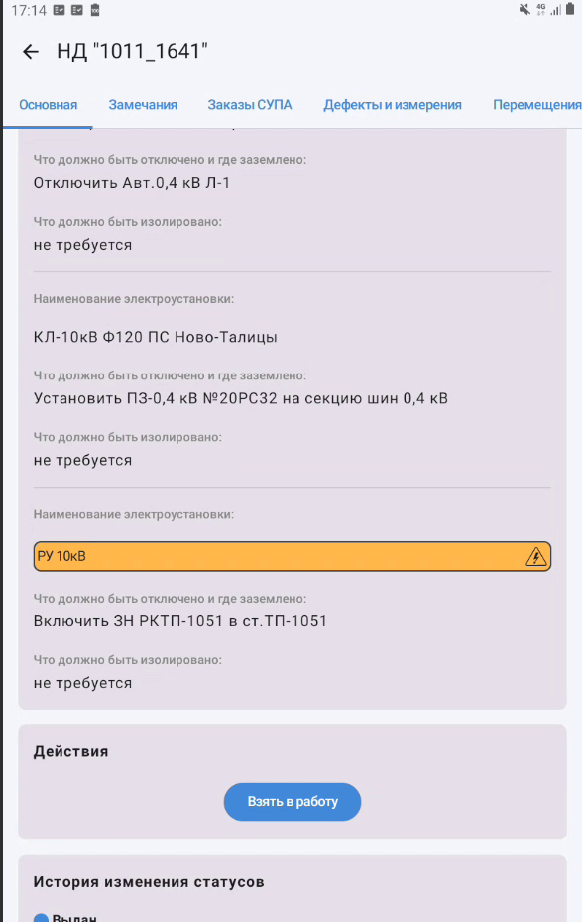 17:14
4G
НД "1011_1641"
Основная Замечания Заказы СУПА Дефекты и измерения Перемещения
Что должно быть отключено и где заземлено:
Отключить Авт.0,4 кВ Л-1
Что должно быть изолировано:
не требуется
Наименование электроустановки:
КЛ-10кВ Ф120 ПС Ново-Талицы
Что должно быть отключено и где заземлено:
Установить ПЗ-0,4 кВ №20РС32 на секцию шин 0,4 кВ
Что должно быть изолировано:
не требуется
Наименование электроустановки:
РУ 10кВ
Что должно быть отключено и где заземлено:
Включить ЗН РКТП-1051 в ст.ТП-1051
Что должно быть изолировано:
не требуется
Действия
Взять в работу
История изменения статусов
Выдан